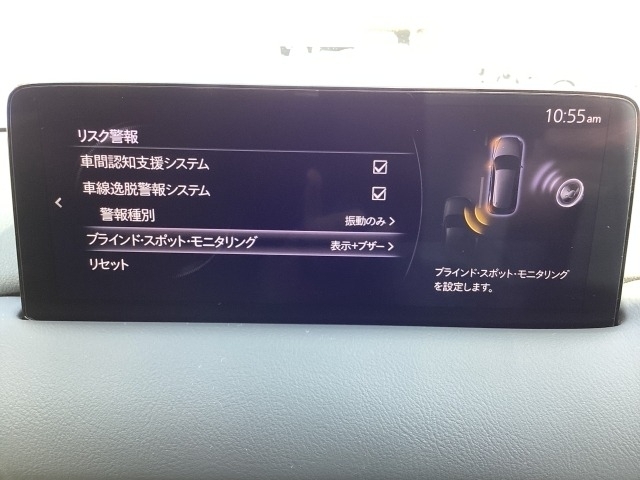 10:55am
リスク警報
車間認知支援システム
車線逸脱警報システム
警報種別 振動のみ
ブラインド・スポット・モニタリング 表示+ブザー
リセット
ブラインド・スポット・モニタリング
を設定します。